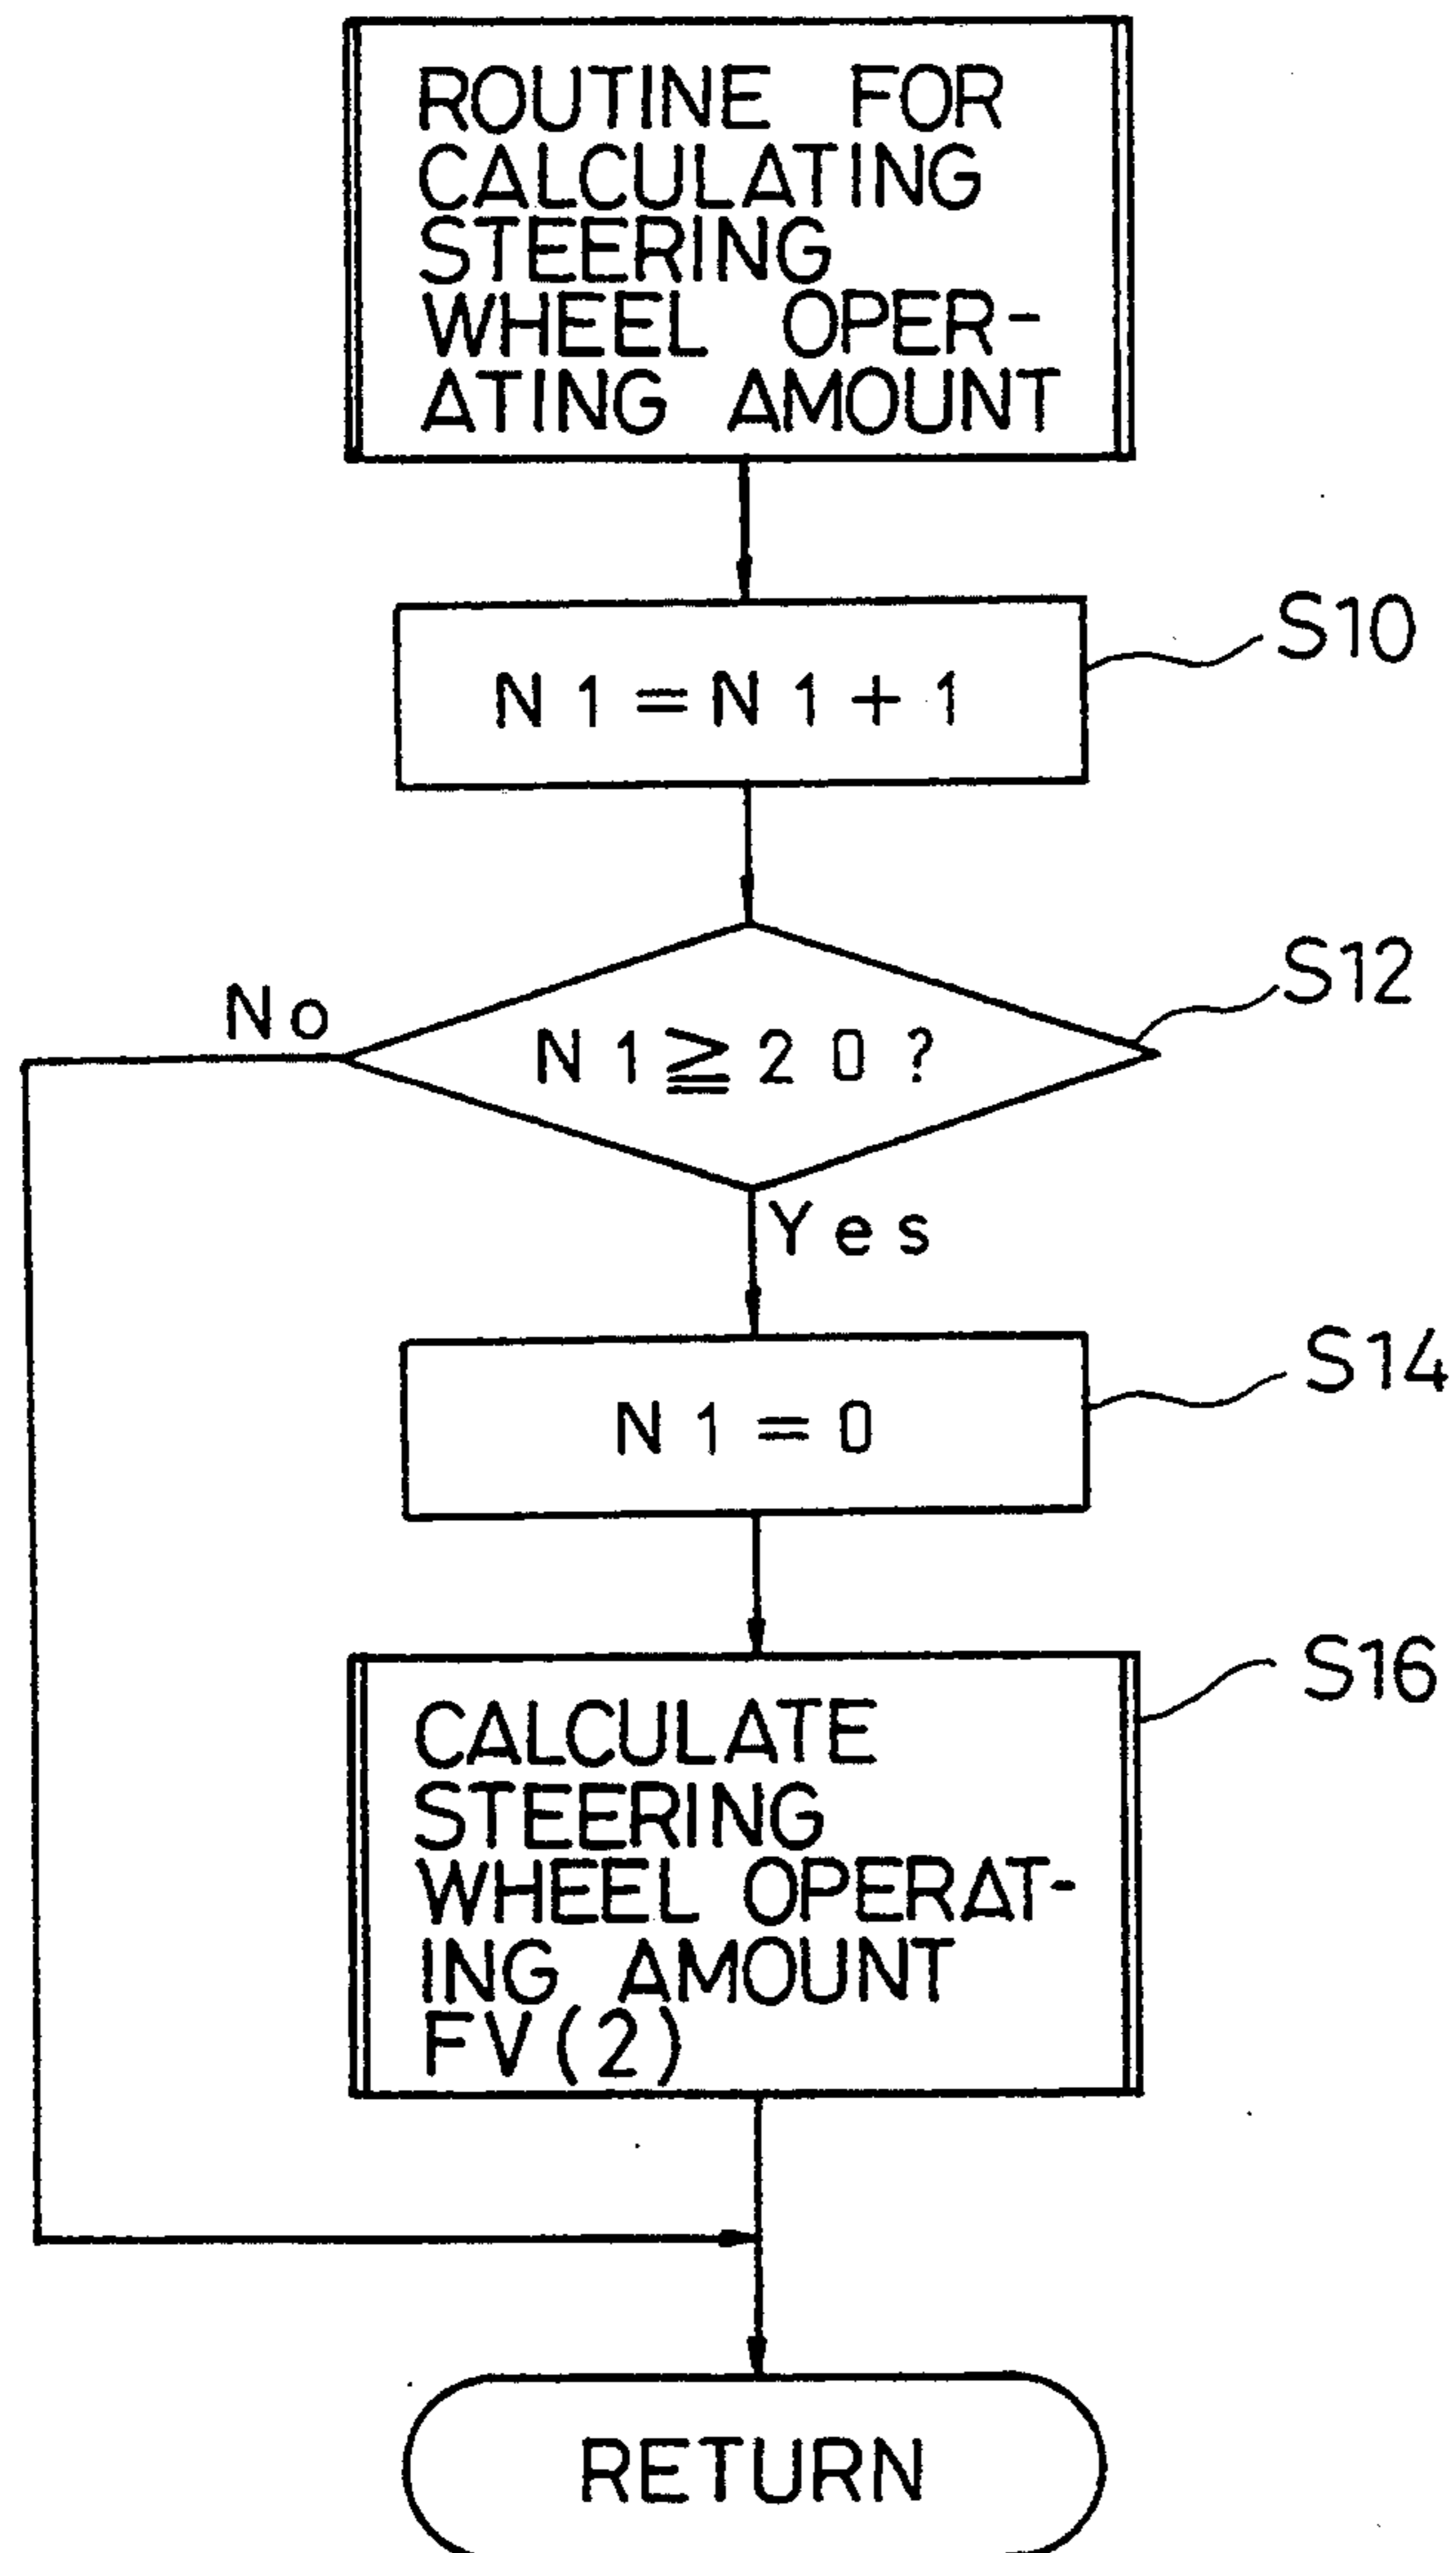 ROUTINE FOR
CALCULATING
STEERING
WHEEL OPER-
ATING AMOUNT
S10
N1=N1+1
S12
No
N1≧20?
Yes
S14
N1=0
S16
CALCULATE
STEERING
WHEEL OPERAT-
ING AMOUNT
FV(2)
RETURN